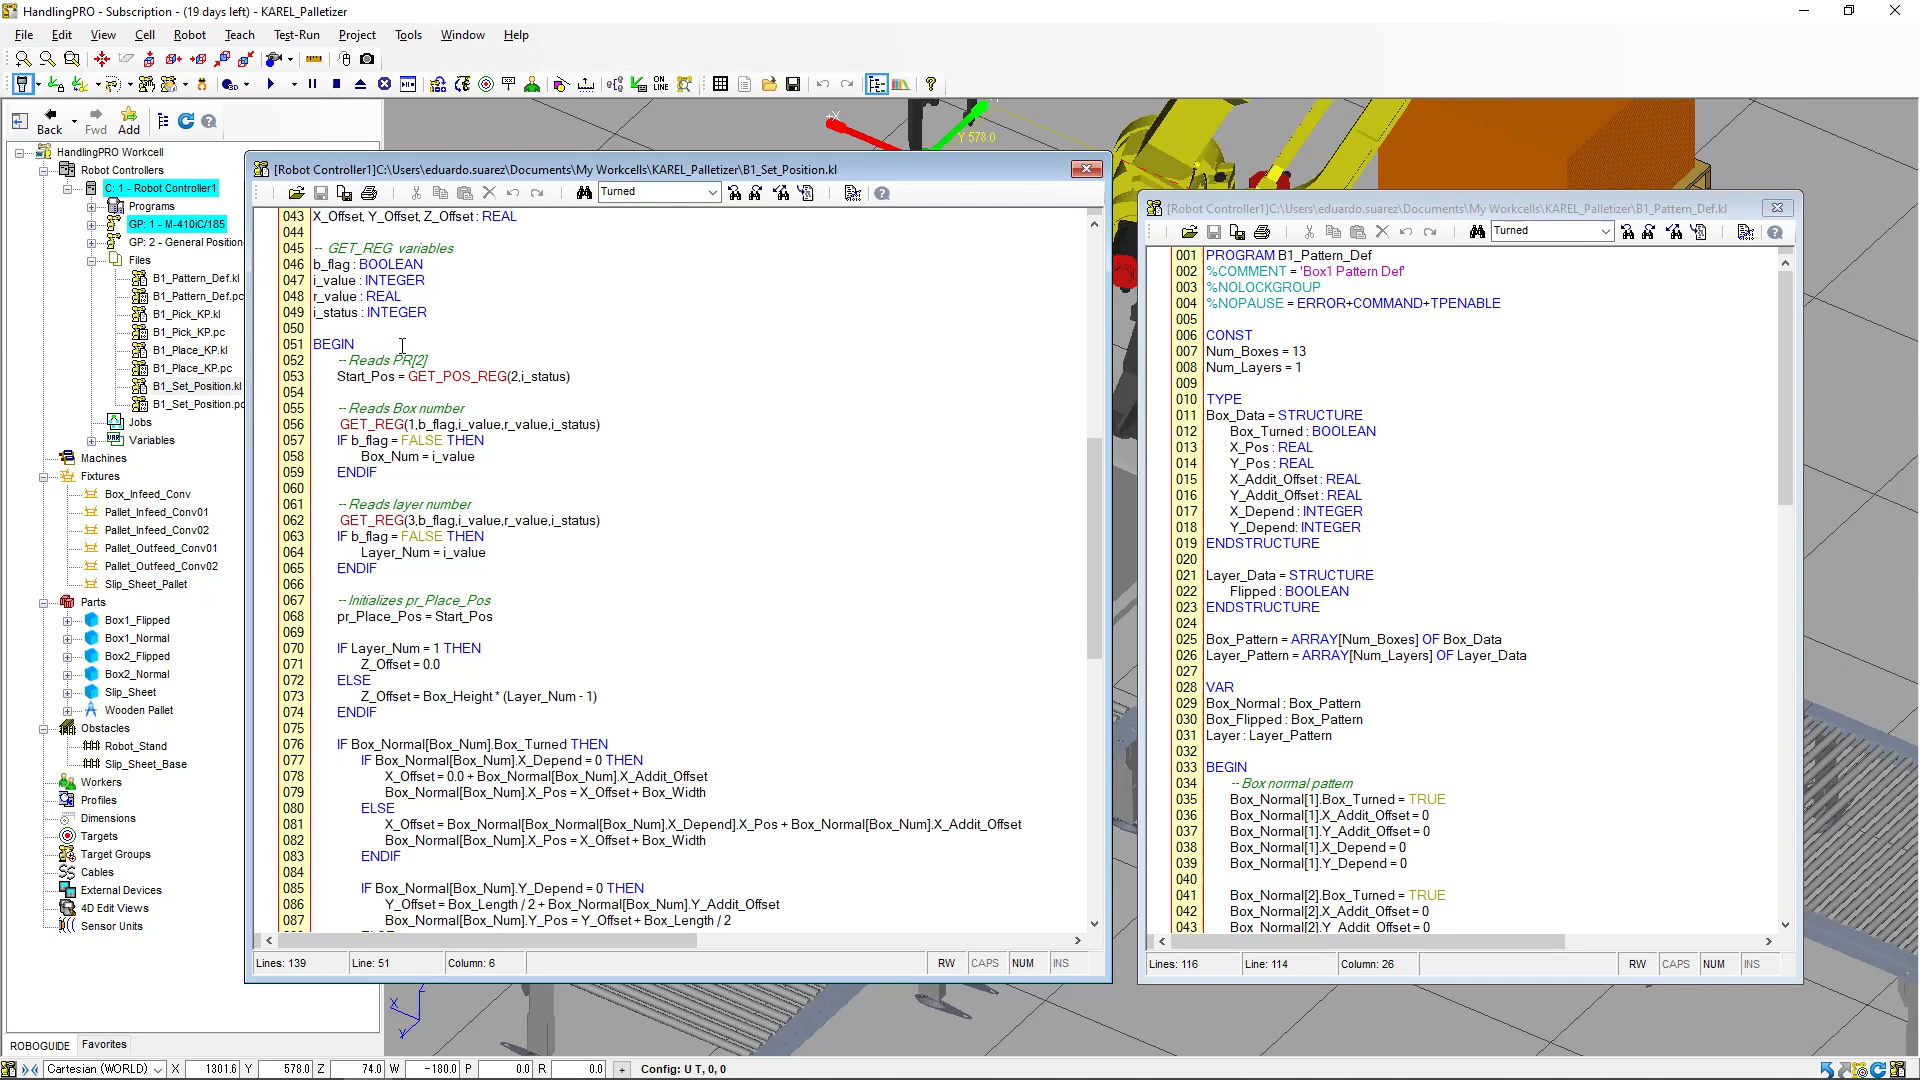 HandlingPRO - Subscription - (19 days left) - KAREL_Palletizer
File Edit View Cell Robot Teach Test-Run Project Tools Window Help
ON LINE
Back Fwd Add
HandlingPRO Workcell
Robot Controllers
C: 1 - Robot Controller1
Programs
GP: 1 - M-410iC/185
GP: 2 - General Position
Files
B1_Pattern_Def.kl
B1_Pattern_Def.pc
B1_Pick_KP.kl
B1_Pick_KP.pc
B1_Place_KP.kl
B1_Place_KP.pc
B1_Set_Position.kl
B1_Set_Position.pc
Jobs
Variables
Machines
Fixtures
Box_Infeed_Conv
Pallet_Infeed_Conv01
Pallet_Infeed_Conv02
Pallet_Outfeed_Conv01
Pallet_Outfeed_Conv02
Slip_Sheet_Pallet
Parts
Box1_Flipped
Box1_Normal
Box2_Flipped
Box2_Normal
Slip_Sheet
Wooden Pallet
Obstacles
Robot_Stand
Slip_Sheet_Base
Workers
Profiles
Dimensions
Targets
Target Groups
Cables
External Devices
4D Edit Views
Sensor Units
ROBOGUIDE Favorites
X
Y 578.0
[Robot Controller1]C:\Users\eduardo.suarez\Documents\My Workcells\KAREL_Palletizer\B1_Set_Position.kl
Turned
043 X_Offset, Y_Offset, Z_Offset : REAL
044
045 -- GET_REG variables
046 b_flag : BOOLEAN
047 i_value : INTEGER
048 r_value : REAL
049 i_status : INTEGER
050
051 BEGIN
052 -- Reads PR[2]
053 Start_Pos = GET_POS_REG(2,i_status)
054
055 -- Reads Box number
056 GET_REG(1,b_flag,i_value,r_value,i_status)
057 IF b_flag = FALSE THEN
058 Box_Num = i_value
059 ENDIF
060
061 -- Reads layer number
062 GET_REG(3,b_flag,i_value,r_value,i_status)
063 IF b_flag = FALSE THEN
064 Layer_Num = i_value
065 ENDIF
066
067 -- Initializes pr_Place_Pos
068 pr_Place_Pos = Start_Pos
069
070 IF Layer_Num = 1 THEN
071 Z_Offset = 0.0
072 ELSE
073 Z_Offset = Box_Height * (Layer_Num - 1)
074 ENDIF
075
076 IF Box_Normal[Box_Num].Box_Turned THEN
077 IF Box_Normal[Box_Num].X_Depend = 0 THEN
078 X_Offset = 0.0 + Box_Normal[Box_Num].X_Addit_Offset
079 Box_Normal[Box_Num].X_Pos = X_Offset + Box_Width
080 ELSE
081 X_Offset = Box_Normal[Box_Normal[Box_Num].X_Depend].X_Pos + Box_Normal[Box_Num].X_Addit_Offset
082 Box_Normal[Box_Num].X_Pos = X_Offset + Box_Width
083 ENDIF
084
085 IF Box_Normal[Box_Num].Y_Depend = 0 THEN
086 Y_Offset = Box_Length / 2 + Box_Normal[Box_Num].Y_Addit_Offset
087 Box_Normal[Box_Num].Y_Pos = Y_Offset + Box_Length / 2
Lines: 139 Line: 51 Column: 6 RW CAPS NUM INS
[Robot Controller1]C:\Users\eduardo.suarez\Documents\My Workcells\KAREL_Palletizer\B1_Pattern_Def.kl
Turned
001 PROGRAM B1_Pattern_Def
002 %COMMENT = 'Box1 Pattern Def'
003 %NOLOCKGROUP
004 %NOPAUSE = ERROR+COMMAND+TPENABLE
005
006 CONST
007 Num_Boxes = 13
008 Num_Layers = 1
009
010 TYPE
011 Box_Data = STRUCTURE
012 Box_Turned : BOOLEAN
013 X_Pos : REAL
014 Y_Pos : REAL
015 X_Addit_Offset : REAL
016 Y_Addit_Offset : REAL
017 X_Depend : INTEGER
018 Y_Depend: INTEGER
019 ENDSTRUCTURE
020
021 Layer_Data = STRUCTURE
022 Flipped : BOOLEAN
023 ENDSTRUCTURE
024
025 Box_Pattern = ARRAY[Num_Boxes] OF Box_Data
026 Layer_Pattern = ARRAY[Num_Layers] OF Layer_Data
027
028 VAR
029 Box_Normal : Box_Pattern
030 Box_Flipped : Box_Pattern
031 Layer : Layer_Pattern
032
033 BEGIN
034 -- Box normal pattern
035 Box_Normal[1].Box_Turned = TRUE
036 Box_Normal[1].X_Addit_Offset = 0
037 Box_Normal[1].Y_Addit_Offset = 0
038 Box_Normal[1].X_Depend = 0
039 Box_Normal[1].Y_Depend = 0
040
041 Box_Normal[2].Box_Turned = TRUE
042 Box_Normal[2].X_Addit_Offset = 0
043 Box_Normal[2].Y_Addit_Offset = 0
Lines: 116 Line: 114 Column: 26 RW CAPS NUM INS
X Z Y
Cartesian (WORLD) X 1301.6 Y 578.0 Z 74.0 W -180.0 P 0.0 R 0.0 + Config: U T, 0, 0